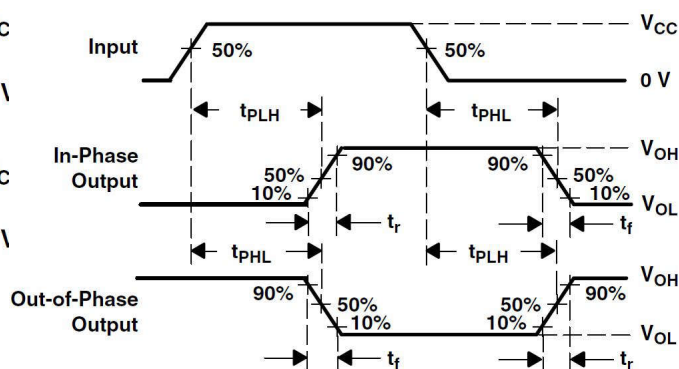 Input
50%
50%
VCC
0 V
tPLH
tPHL
In-Phase
Output
50%
10%
90%
90%
50%
10%
VOH
VOL
tr
tf
tPHL
tPLH
Out-of-Phase
Output
90%
50%
10%
50%
10%
90%
VOH
VOL
tf
tr